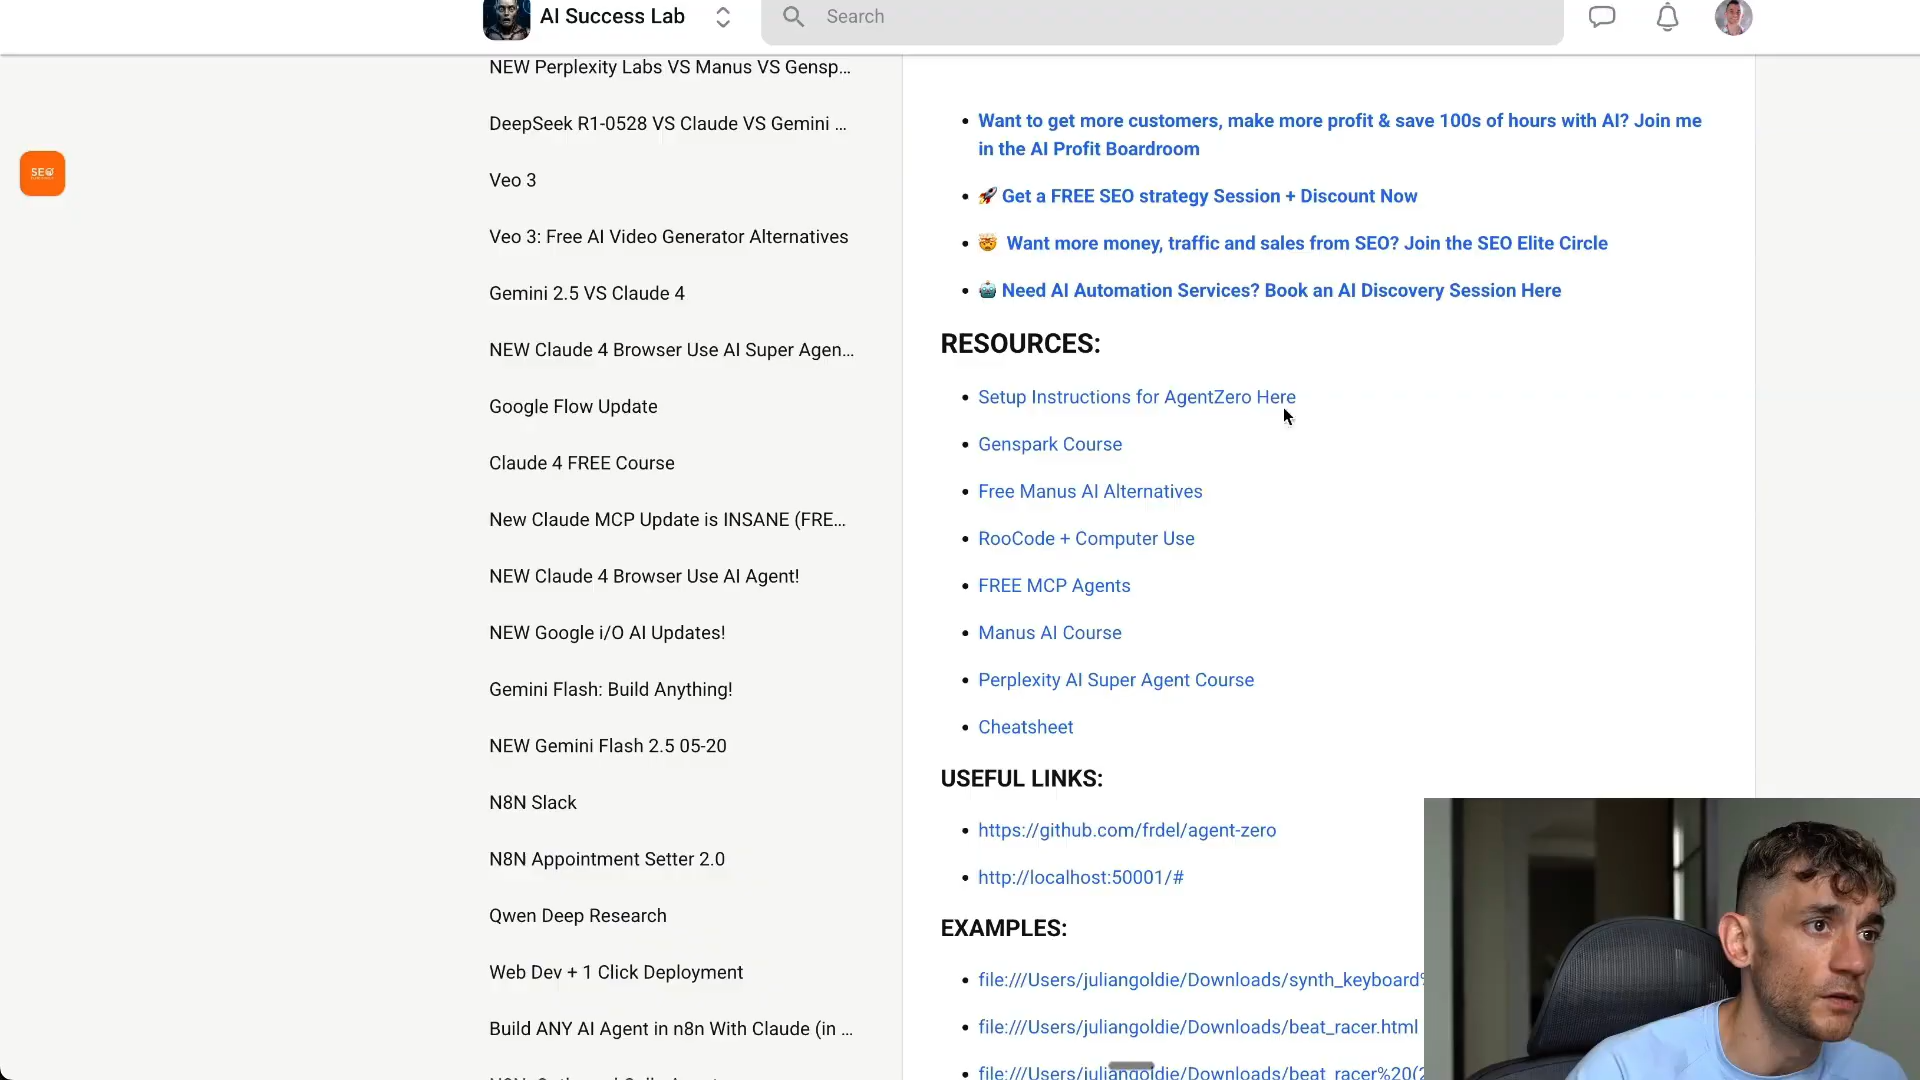 AI Success Lab
Search
SEO
NEW Perplexity Labs VS Manus VS Gensp...
DeepSeek R1-0528 VS Claude VS Gemini ...
Veo 3
Veo 3: Free AI Video Generator Alternatives
Gemini 2.5 VS Claude 4
NEW Claude 4 Browser Use AI Super Agen...
Google Flow Update
Claude 4 FREE Course
New Claude MCP Update is INSANE (FRE...
NEW Claude 4 Browser Use AI Agent!
NEW Google i/O AI Updates!
Gemini Flash: Build Anything!
NEW Gemini Flash 2.5 05-20
N8N Slack
N8N Appointment Setter 2.0
Qwen Deep Research
Web Dev + 1 Click Deployment
Build ANY AI Agent in n8n With Claude (in ...
• Want to get more customers, make more profit & save 100s of hours with AI? Join me
in the AI Profit Boardroom
• 🚀 Get a FREE SEO strategy Session + Discount Now
• 🤯 Want more money, traffic and sales from SEO? Join the SEO Elite Circle
• 🤖 Need AI Automation Services? Book an AI Discovery Session Here
RESOURCES:
• Setup Instructions for AgentZero Here
• Genspark Course
• Free Manus AI Alternatives
• RooCode + Computer Use
• FREE MCP Agents
• Manus AI Course
• Perplexity AI Super Agent Course
• Cheatsheet
USEFUL LINKS:
• https://github.com/frdel/agent-zero
• http://localhost:50001/#
EXAMPLES:
• file:///Users/juliangoldie/Downloads/synth_keyboard%
• file:///Users/juliangoldie/Downloads/beat_racer.html
• file:///Users/juliangoldie/Downloads/beat_racer%20(2